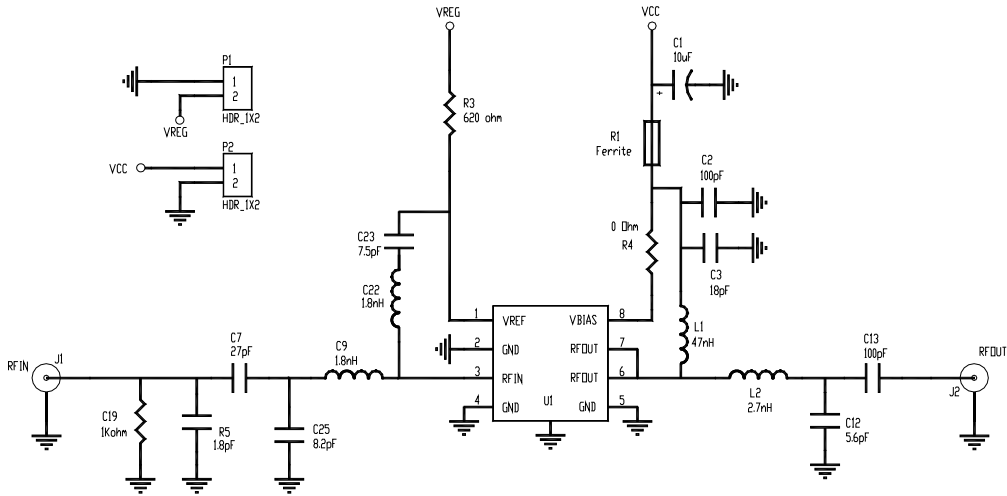 VREG
VCC
C1
10uF
+
P1
1
2
HDR_1X2
VREG
R3
620 ohm
R1
Ferrite
P2
VCC
1
2
HDR_1X2
C2
100pF
0 Ohm
R4
C23
7.5pF
C3
18pF
C22
1.8nH
1
VREF
VBIAS
8
L1
47nH
2
GND
RFOUT
7
3
RFIN
RFOUT
6
4
GND
U1
GND
5
RFIN
J1
C7
27pF
C9
1.8nH
C13
100pF
RFOUT
J2
L2
2.7nH
C19
1Kohm
R5
1.8pF
C25
8.2pF
C12
5.6pF